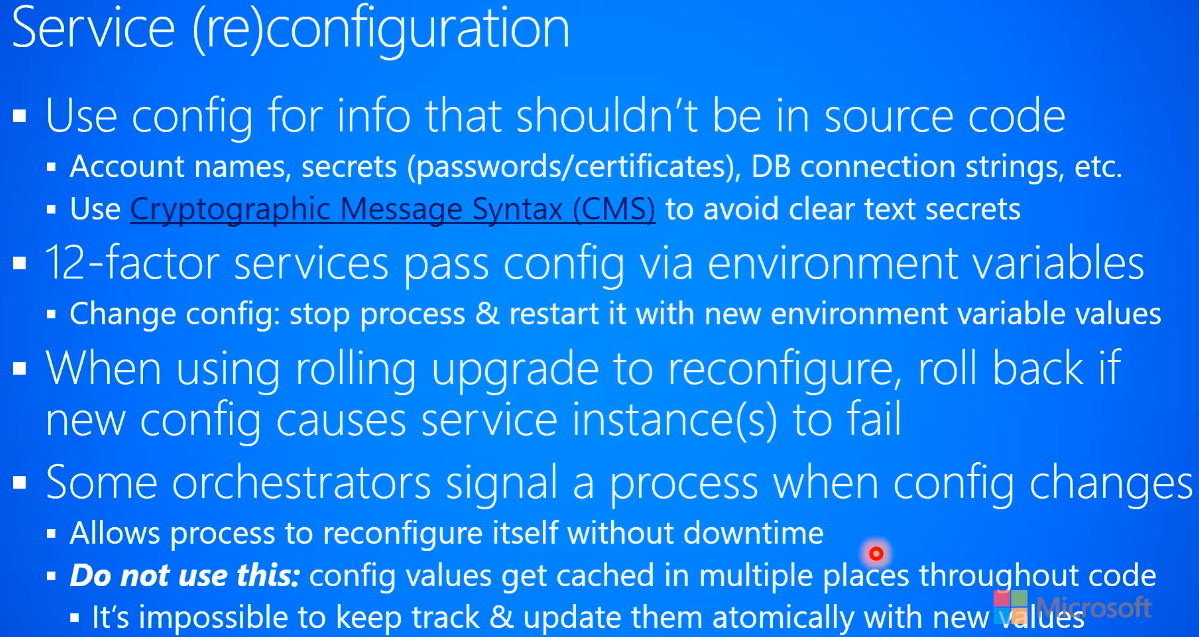 Service (re)configuration
▪ Use config for info that shouldn't be in source code
▪ Account names, secrets (passwords/certificates), DB connection strings, etc.
▪ Use Cryptographic Message Syntax (CMS) to avoid clear text secrets
▪ 12-factor services pass config via environment variables
▪ Change config: stop process & restart it with new environment variable values
▪ When using rolling upgrade to reconfigure, roll back if
new config causes service instance(s) to fail
▪ Some orchestrators signal a process when config changes
▪ Allows process to reconfigure itself without downtime
▪ Do not use this: config values get cached in multiple places throughout code
▪ It's impossible to keep track & update them atomically with new values
Microsoft